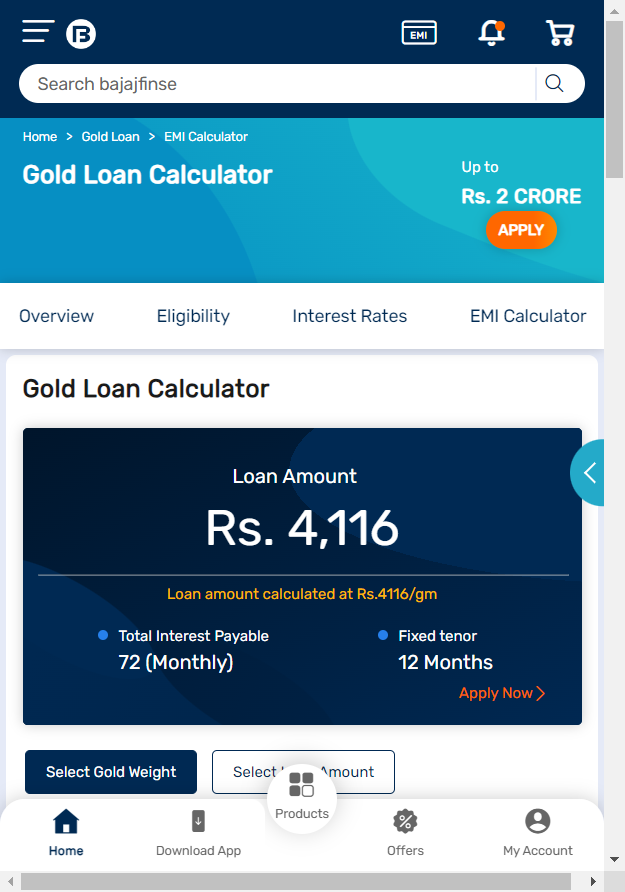 EMI
Search bajajfinse
Home > Gold Loan > EMI Calculator
Gold Loan Calculator
Up to
Rs. 2 CRORE
APPLY
Overview Eligibility Interest Rates EMI Calculator
Gold Loan Calculator
Loan Amount
Rs. 4,116
Loan amount calculated at Rs.4116/gm
Total Interest Payable
72 (Monthly)
Fixed tenor
12 Months
Apply Now
Select Gold Weight
Select Amount
Products
Home Download App Offers My Account